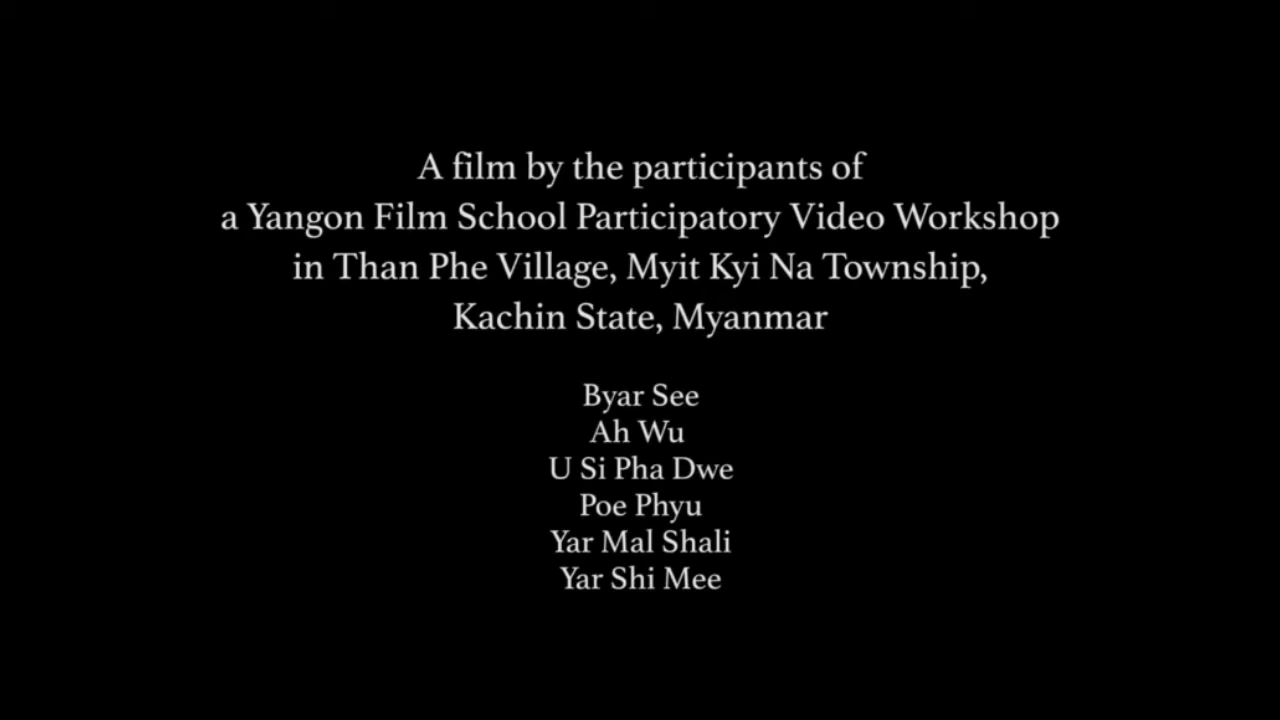 A film by the participants of
a Yangon Film School Participatory Video Workshop
in Than Phe Village, Myit Kyi Na Township,
Kachin State, Myanmar
Byar See
Ah Wu
U Si Pha Dwe
Poe Phyu
Yar Mal Shali
Yar Shi Mee